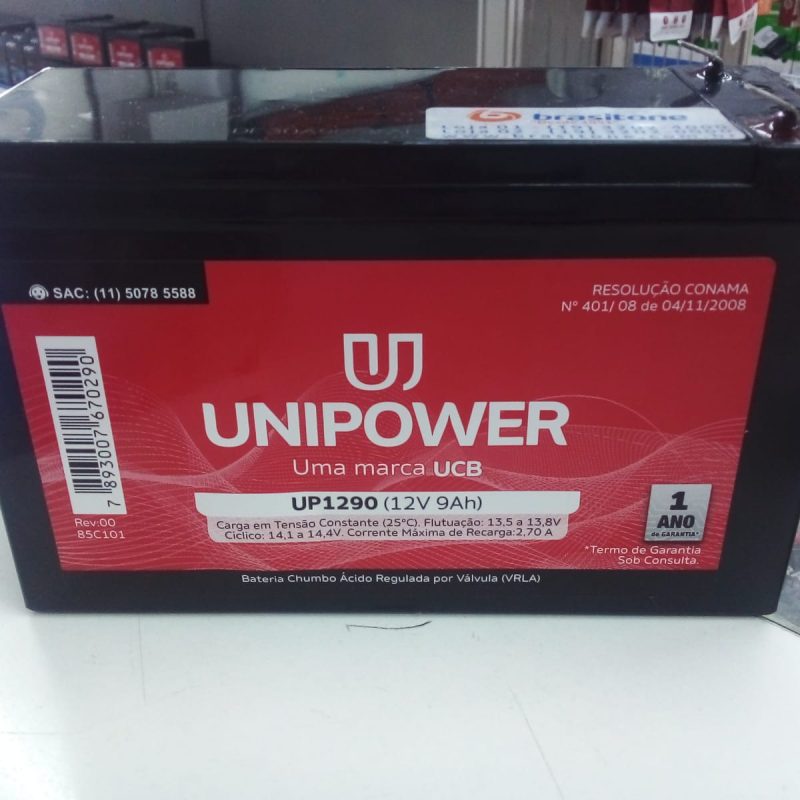 brasitone
SAC: (11) 5078 5588
RESOLUÇÃO CONAMA
N° 401/ 08 de 04/11/2008
7 893007 670290
UNIPOWER
Uma marca UCB
UP1290 (12V 9Ah)
Carga em Tensão Constante (25°C). Flutuação: 13,5 a 13,8V
Cíclico: 14,1 a 14,4V. Corrente Máxima de Recarga:2,70 A
1
ANO
de GARANTIA*
Rev:00
85C101
*Termo de Garantia
Sob Consulta.
Bateria Chumbo Ácido Regulada por Válvula (VRLA)